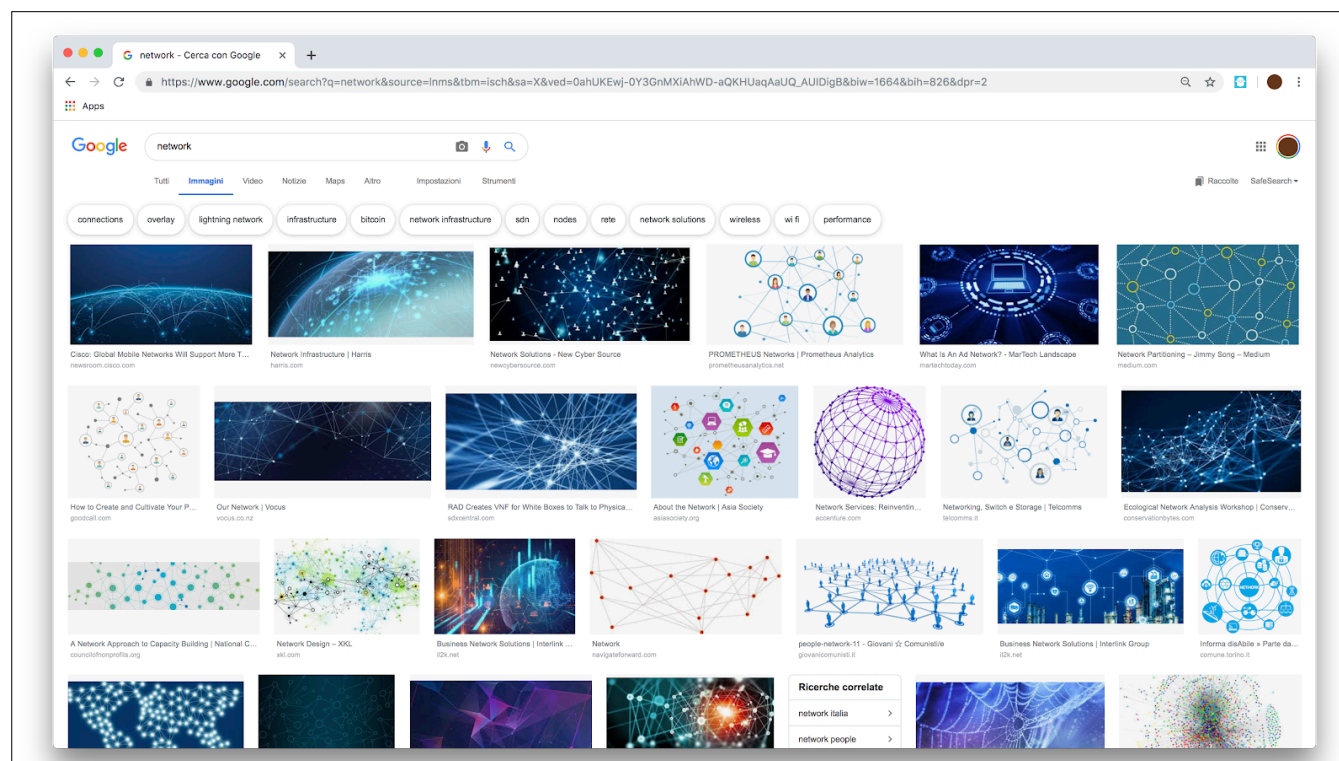 network - Cerca con Google
https://www.google.com/search?q=network&source=lnms&tbm=isch&sa=X&ved=0ahUKEwj-0Y3GnMXiAhWD-aQKHUaqAaUQ_AUIDigB&biw=1664&bih=826&dpr=2
Apps
Google network
Tutti Immagini Video Notizie Maps Altro Impostazioni Strumenti Raccolte SafeSearch
connections overlay lightning network infrastructure bitcoin network infrastructure sdn nodes rete network solutions wireless wi fi performance
Cisco: Global Mobile Networks Will Support More T... Network Infrastructure | Harris Network Solutions - New Cyber Source PROMETHEUS Networks | Prometheus Analytics What Is An Ad Network? - MarTech Landscape Network Partitioning – Jimmy Song – Medium
newsroom.cisco.com harris.com newcybersource.com prometheusanalytics.net martechtoday.com medium.com
How to Create and Cultivate Your P... Our Network | Vocus RAD Creates VNF for White Boxes to Talk to Physica... About the Network | Asia Society Network Services: Reinventin... Networking, Switch e Storage | Telcomms Ecological Network Analysis Workshop | Conserv...
goodcall.com vocus.co.nz sdxcentral.com asiasociety.org accenture.com telcomms.it conservationbytes.com
NETWORK
A Network Approach to Capacity Building | National C... Network Design – XKL Business Network Solutions | Interlink ... Network people-network-11 - Giovani ☆ Comunisti/e Business Network Solutions | Interlink Group Informa disAbile » Parte da...
councilofnonprofits.org xkl.com il2k.net navigateforward.com giovanicomunisti.it il2k.net comune.torino.it
Ricerche correlate
network italia
network people